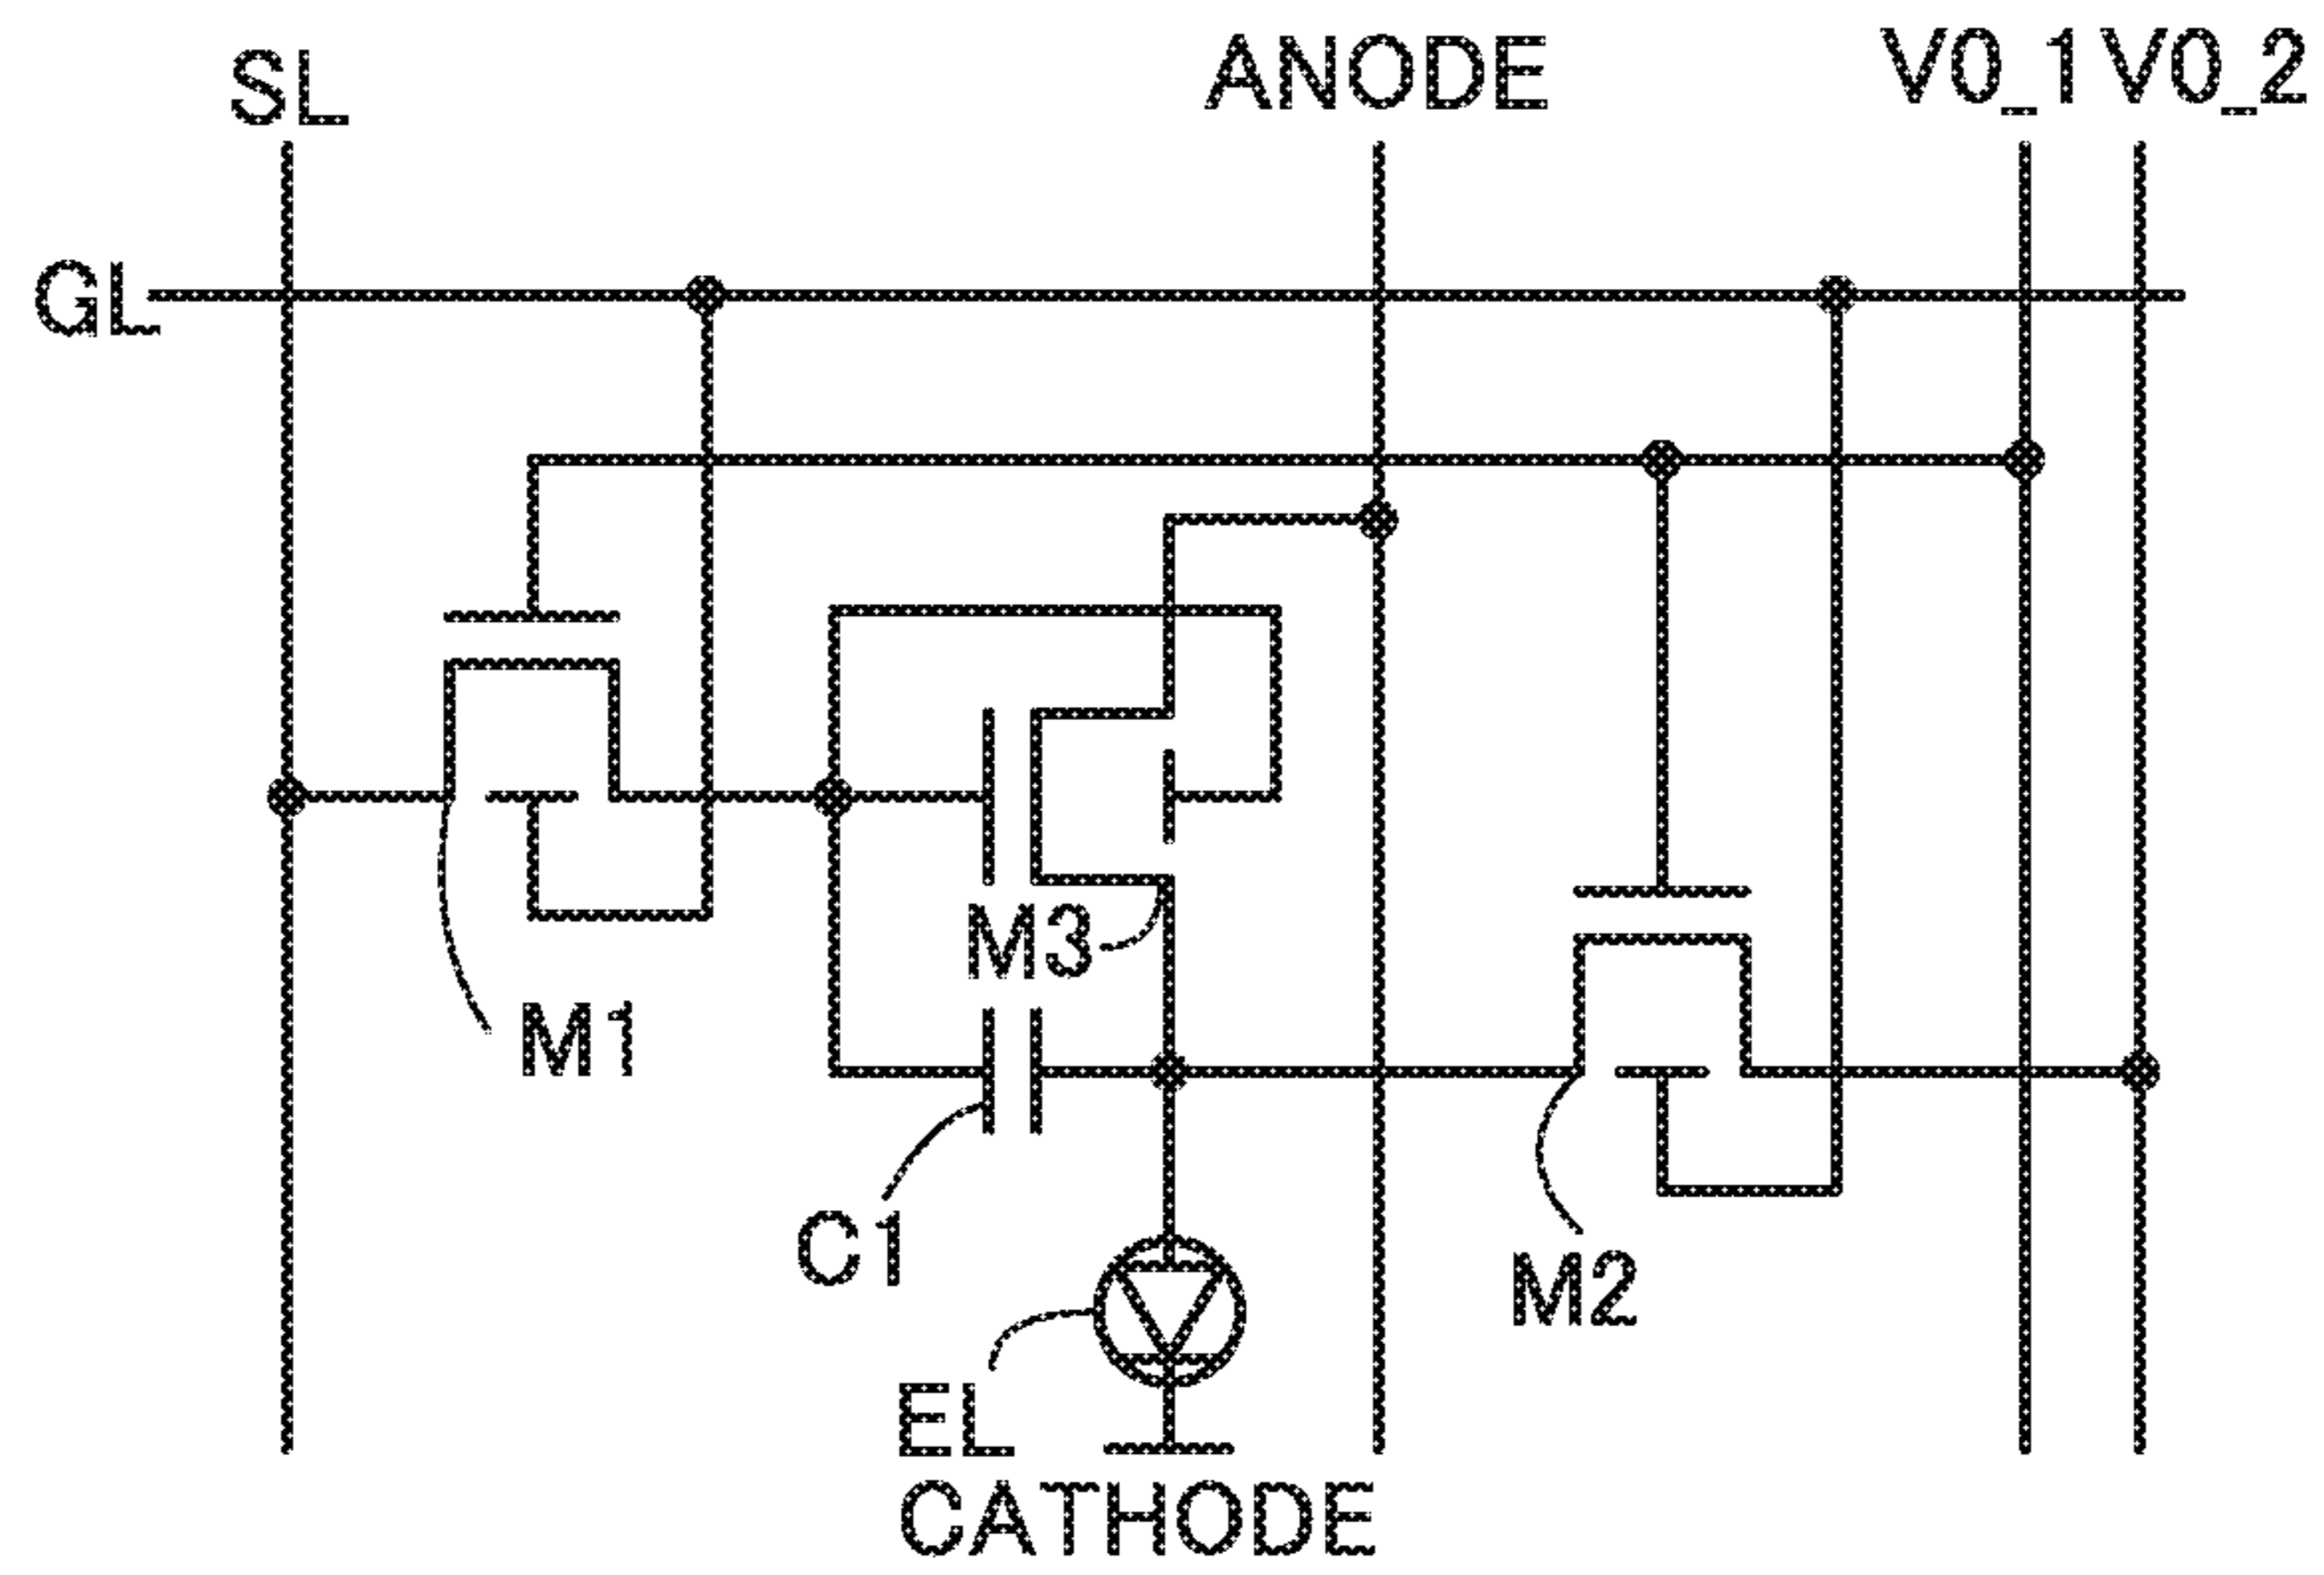 SL
ANODE
V0_1 V0_2
GL
M3
M1
C1
M2
EL
CATHODE